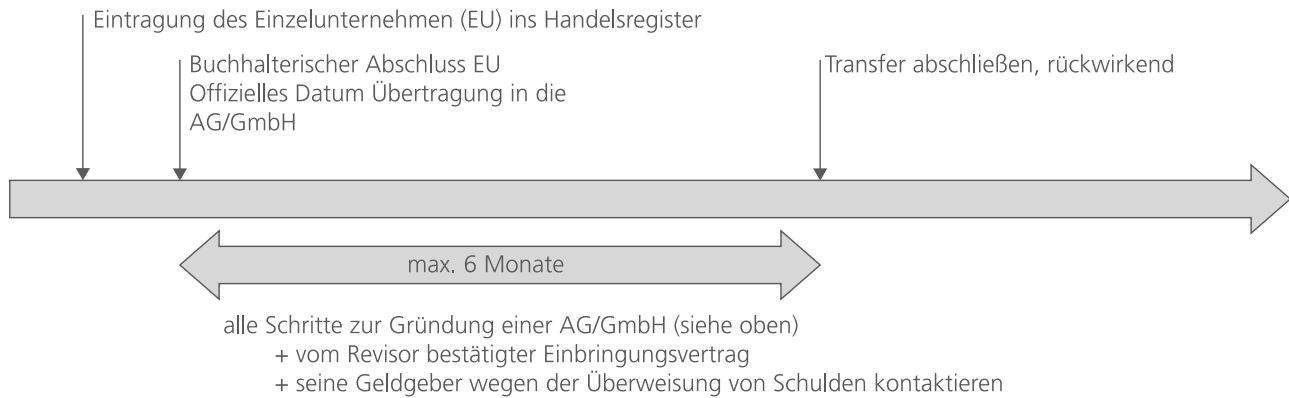 Eintragung des Einzelunternehmen (EU) ins Handelsregister
Buchhalterischer Abschluss EU
Offizielles Datum Übertragung in die
AG/GmbH
Transfer abschließen, rückwirkend
max. 6 Monate
alle Schritte zur Gründung einer AG/GmbH (siehe oben)
+ vom Revisor bestätigter Einbringungsvertrag
+ seine Geldgeber wegen der Überweisung von Schulden kontaktieren